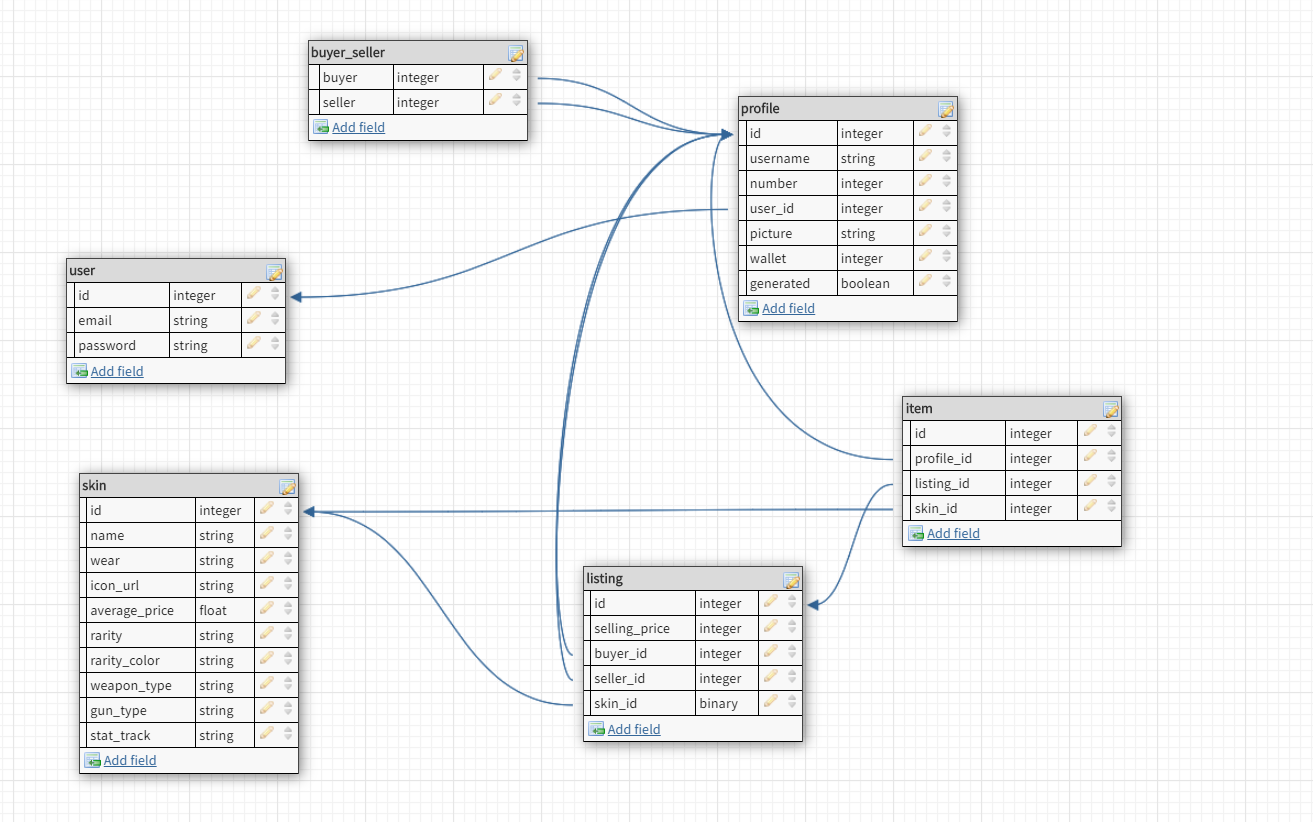 buyer_seller
buyer integer
seller integer
Add field
profile
id integer
username string
number integer
user_id integer
picture string
wallet integer
generated boolean
Add field
user
id integer
email string
password string
Add field
item
id integer
profile_id integer
listing_id integer
skin_id integer
Add field
skin
id integer
name string
wear string
icon_url string
average_price float
rarity string
rarity_color string
weapon_type string
gun_type string
stat_track string
Add field
listing
id integer
selling_price integer
buyer_id integer
seller_id integer
skin_id binary
Add field